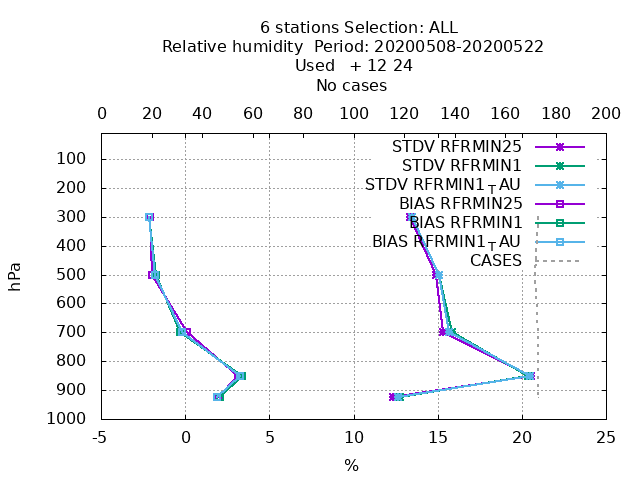 6 stations Selection: ALL
Relative humidity  Period: 20200508-20200522
Used   + 12 24
No cases
0 20 40 60 80 100 120 140 160 180 200
STDV RFRMIN25
STDV RFRMIN1
STDV RFRMIN1_TAU
BIAS RFRMIN25
BIAS RFRMIN1
BIAS RFRMIN1_TAU
CASES
100
200
300
400
500
600
700
800
900
1000
hPa
-5 0 5 10 15 20 25
%